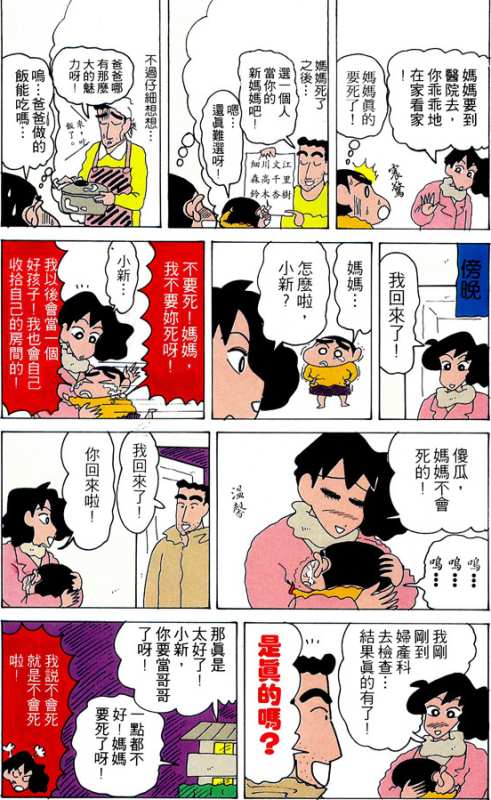 媽媽要到
醫院去，
你乖乖地
在家看家
！
媽媽真的
要死了！
震驚
媽媽死了
之後…
選一個人
當你的
新媽媽吧！
江里樹
文千杏
川高木
細森鈴
嗯…
還真難選呀！
不過仔細想想…
爸爸哪
有那麼
大的魅
力呀！
來吃
飯了。
嗚…爸爸做的
飯能吃嗎…
傍晚
我回來了！
媽媽…
怎麼啦，
小新？
不要死！媽媽，
我不要妳死呀！
小新…
我以後會當一個
好孩子！我也會自己
收拾自己的房間的！
傻瓜，
媽媽不會
死的！
嗚…
嗚…
嗚…
溫馨
我回來了！
你回來啦！
我剛
剛到
婦產科
去檢查…
結果真的有了！
是真的嗎？
那真是
太好了！
小新，
你要當哥哥
了呀！
一點都不
好！媽媽
要死了呀！
我說不會死
就是不會死
啦！